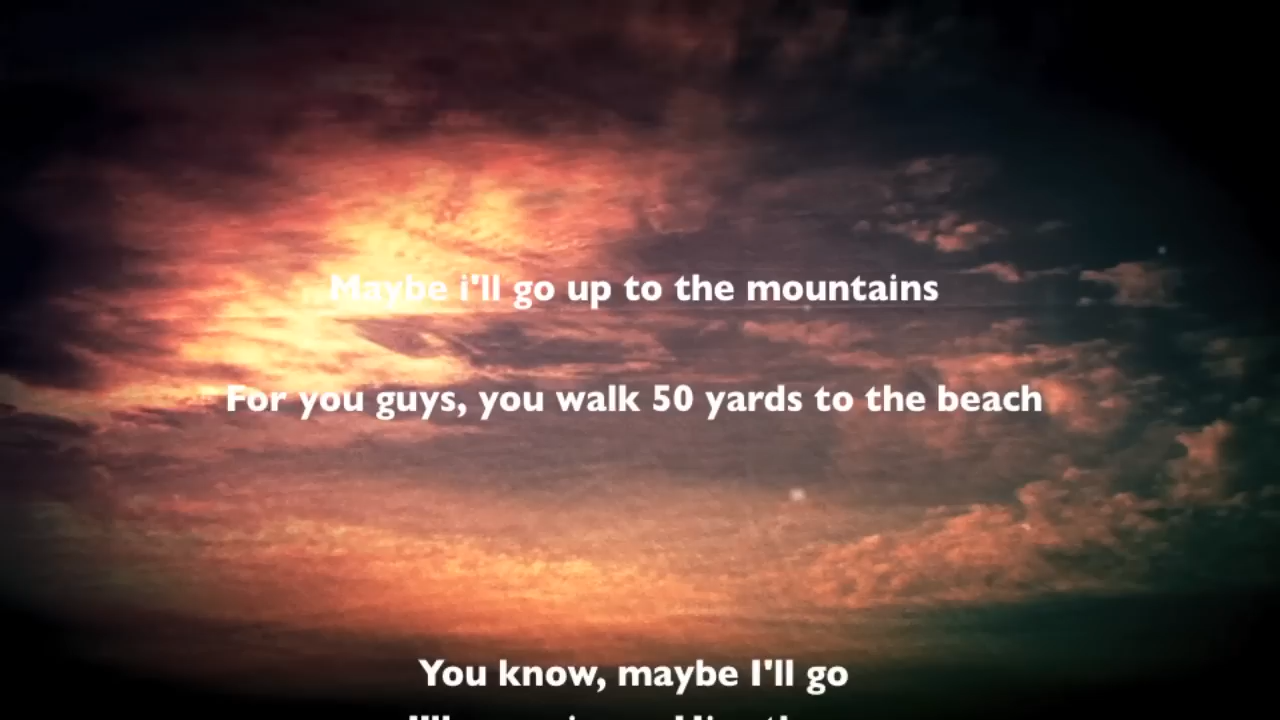 Maybe i'll go up to the mountains
For you guys, you walk 50 yards to the beach
You know, maybe I'll go